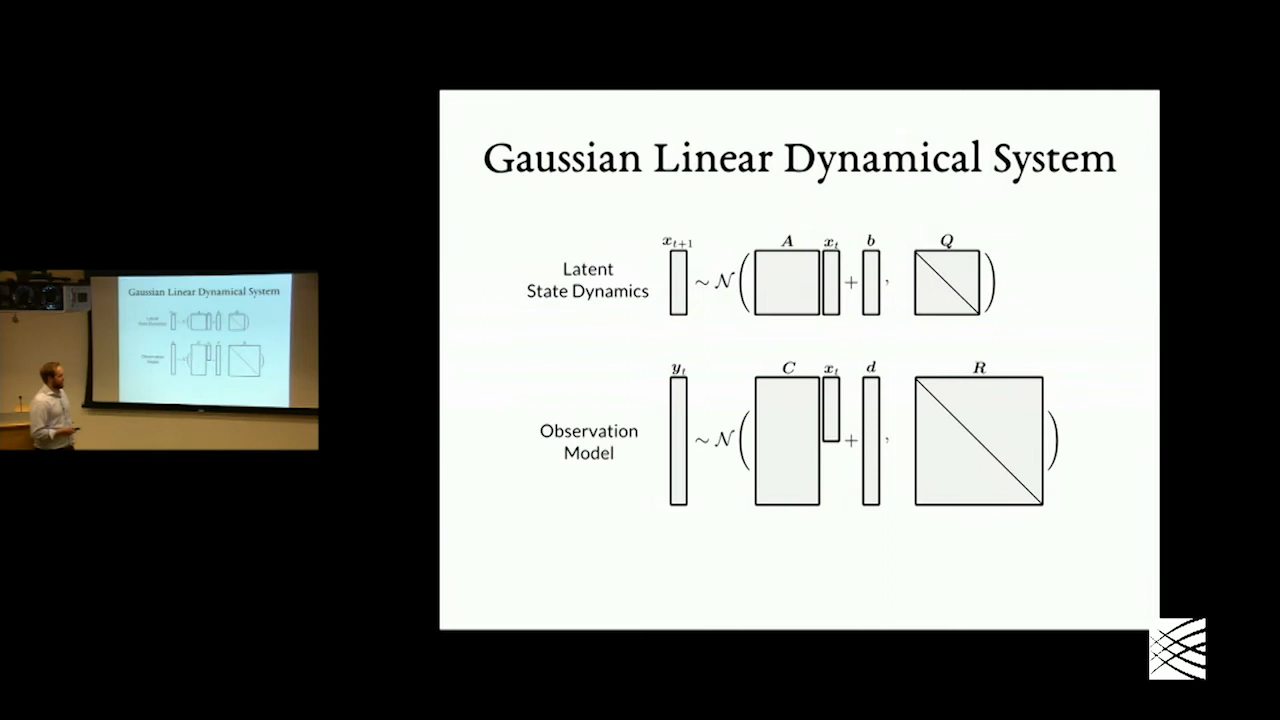 Gaussian Linear Dynamical System
Latent
State Dynamics
x_{t+1} ∼ 𝒩 ( A x_t + b , Q )
Observation
Model
y_t ∼ 𝒩 ( C x_t + d , R )
Gaussian Linear Dynamical System